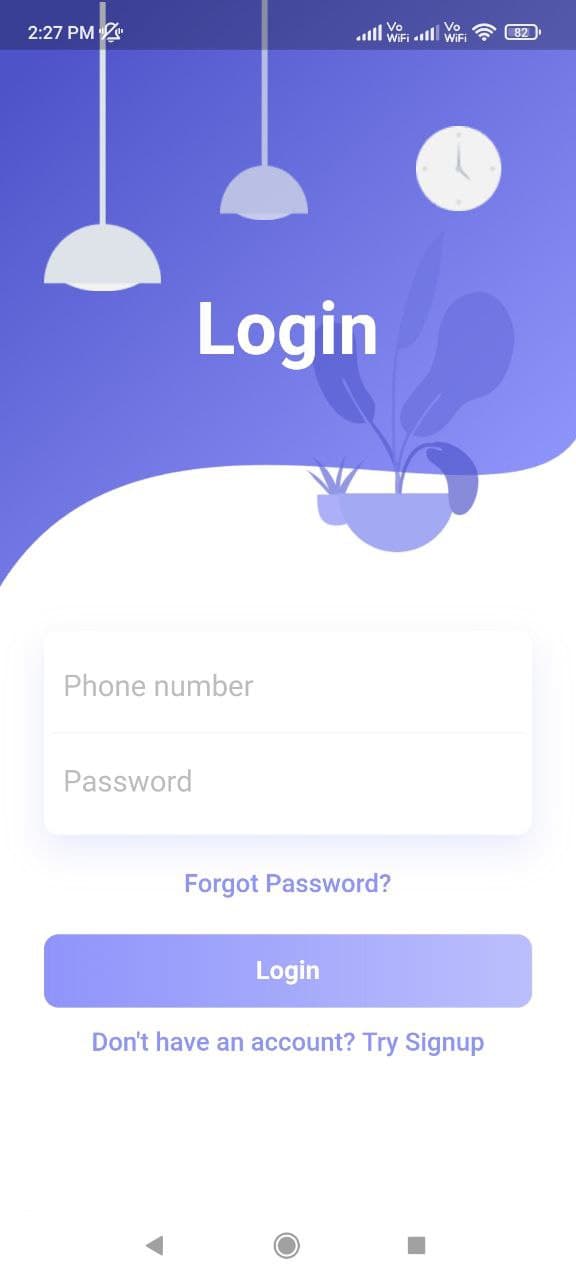 2:27 PM
Vo
WiFi
Vo
WiFi
82
Login
Phone number
Password
Forgot Password?
Login
Don't have an account? Try Signup